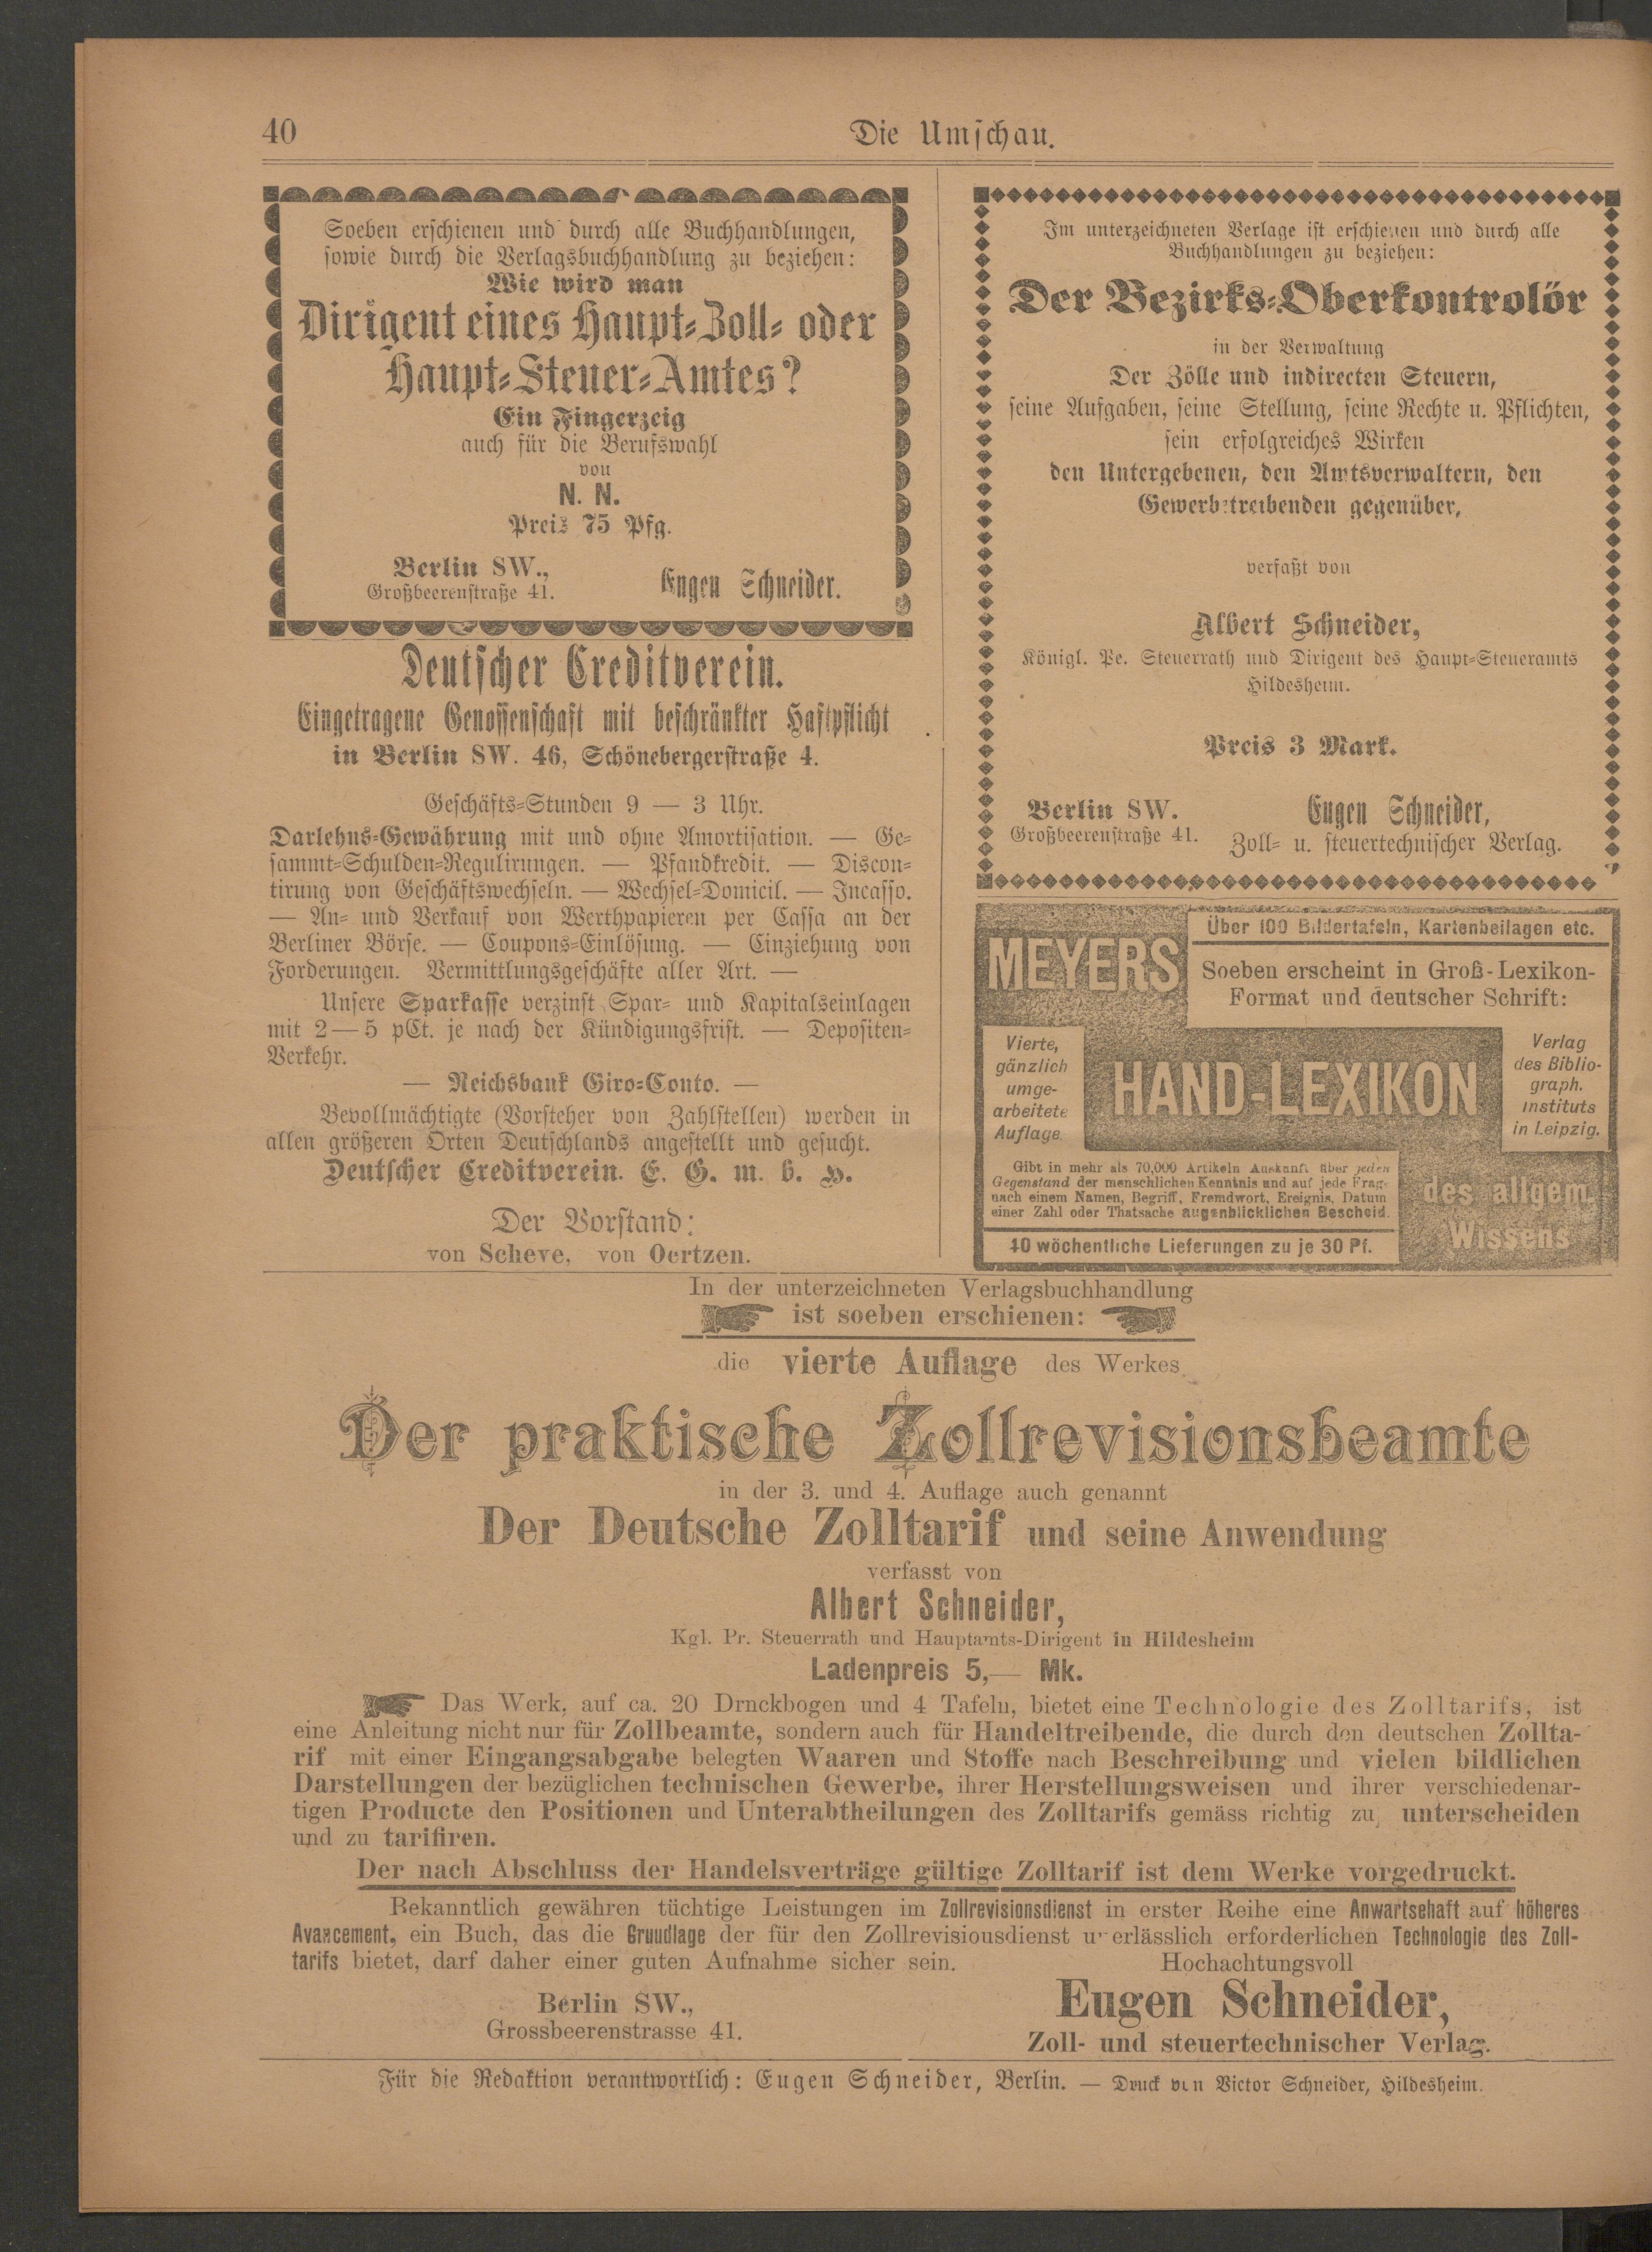 40
Die Umschau.
Soeben erschienen und durch alle Buchhandlungen,
sowie durch die Verlagsbuchhandlung zu beziehen:
Wie wird man
Dirigent eines Haupt-Zoll- oder
Haupt-Steuer-Amtes?
Ein Fingerzeig
auch für die Berufswahl
von
N. N.
Preis 75 Pfg.
Berlin SW.,
Großbeerenstraße 41.
Eugen Schneider.
Deutscher Creditverein.
Eingetragene Genossenschaft mit beschränkter Haftpflicht
in Berlin SW. 46, Schönebergerstraße 4.
Geschäfts-Stunden 9 — 3 Uhr.
Darlehns-Gewährung mit und ohne Amortisation. — Ge-
sammt-Schulden-Regulirungen. — Pfandkredit. — Discon-
tirung von Geschäftswechseln. — Wechsel-Domicil. — Incasso.
— An- und Verkauf von Werthpapieren per Cassa an der
Berliner Börse. — Coupons-Einlösung. — Einziehung von
Forderungen. Vermittlungsgeschäfte aller Art. —
Unsere Sparkasse verzinst Spar- und Kapitalseinlagen
mit 2—5 pCt. je nach der Kündigungsfrist. — Depositen-
Verkehr.
— Reichsbank Giro-Conto. —
Bevollmächtigte (Vorsteher von Zahlstellen) werden in
allen größeren Orten Deutschlands angestellt und gesucht.
Deutscher Creditverein. E. G. m. b. H.
Der Vorstand:
von Scheve, von Oertzen.
Im unterzeichneten Verlage ist erschienen und durch alle
Buchhandlungen zu beziehen:
Der Bezirks-Oberkontrolör
in der Verwaltung
Der Zölle und indirecten Steuern,
seine Aufgaben, seine Stellung, seine Rechte u. Pflichten,
sein erfolgreiches Wirken
den Untergebenen, den Amtsverwaltern, den
Gewerbetreibenden gegenüber,
verfaßt von
Albert Schneider,
Königl. Pe. Steuerrath und Dirigent des Haupt-Steueramts
Hildesheim.
Preis 3 Mark.
Berlin SW.
Großbeerenstraße 41.
Eugen Schneider,
Zoll- u. steuertechnischer Verlag.
MEYERS
Über 100 Bildertafeln, Kartenbeilagen etc.
Soeben erscheint in Groß-Lexikon-
Format und deutscher Schrift:
Vierte,
gänzlich
umge-
arbeitete
Auflage.
HAND-LEXIKON
Verlag
des Biblio-
graph.
Instituts
in Leipzig.
Gibt in mehr als 70,000 Artikeln Auskunft über jeden
Gegenstand der menschlichen Kenntnis und auf jede Frage
nach einem Namen, Begriff, Fremdwort, Ereignis, Datum
einer Zahl oder Thatsache augenblicklichen Bescheid.
40 wöchentliche Lieferungen zu je 30 Pf.
des allgem.
Wissens
In der unterzeichneten Verlagsbuchhandlung
ist soeben erschienen:
die vierte Auflage des Werkes
Der praktische Zollrevisionsbeamte
in der 3. und 4. Auflage auch genannt
Der Deutsche Zolltarif und seine Anwendung
verfasst von
Albert Schneider,
Kgl. Pr. Steuerrath und Hauptamts-Dirigent in Hildesheim
Ladenpreis 5,— Mk.
Das Werk, auf ca. 20 Drnckbogen und 4 Tafeln, bietet eine Technologie des Zolltarifs, ist
eine Anleitung nicht nur für Zollbeamte, sondern auch für Handeltreibende, die durch den deutschen Zollta-
rif mit einer Eingangsabgabe belegten Waaren und Stoffe nach Beschreibung und vielen bildlichen
Darstellungen der bezüglichen technischen Gewerbe, ihrer Herstellungsweisen und ihrer verschiedenar-
tigen Producte den Positionen und Unterabtheilungen des Zolltarifs gemäss richtig zu unterscheiden
und zu tarifiren.
Der nach Abschluss der Handelsverträge gültige Zolltarif ist dem Werke vorgedruckt.
Bekanntlich gewähren tüchtige Leistungen im Zollrevisionsdienst in erster Reihe eine Anwartschaft auf höheres
Avancement, ein Buch, das die Gruudlage der für den Zollrevisiousdienst unerlässlich erforderlichen Technologie des Zoll-
tarifs bietet, darf daher einer guten Aufnahme sicher sein.
Hochachtungsvoll
Berlin SW.,
Grossbeerenstrasse 41.
Eugen Schneider,
Zoll- und steuertechnischer Verlag.
Für die Redaktion verantwortlich: Eugen Schneider, Berlin. — Druck von Victor Schneider, Hildesheim.